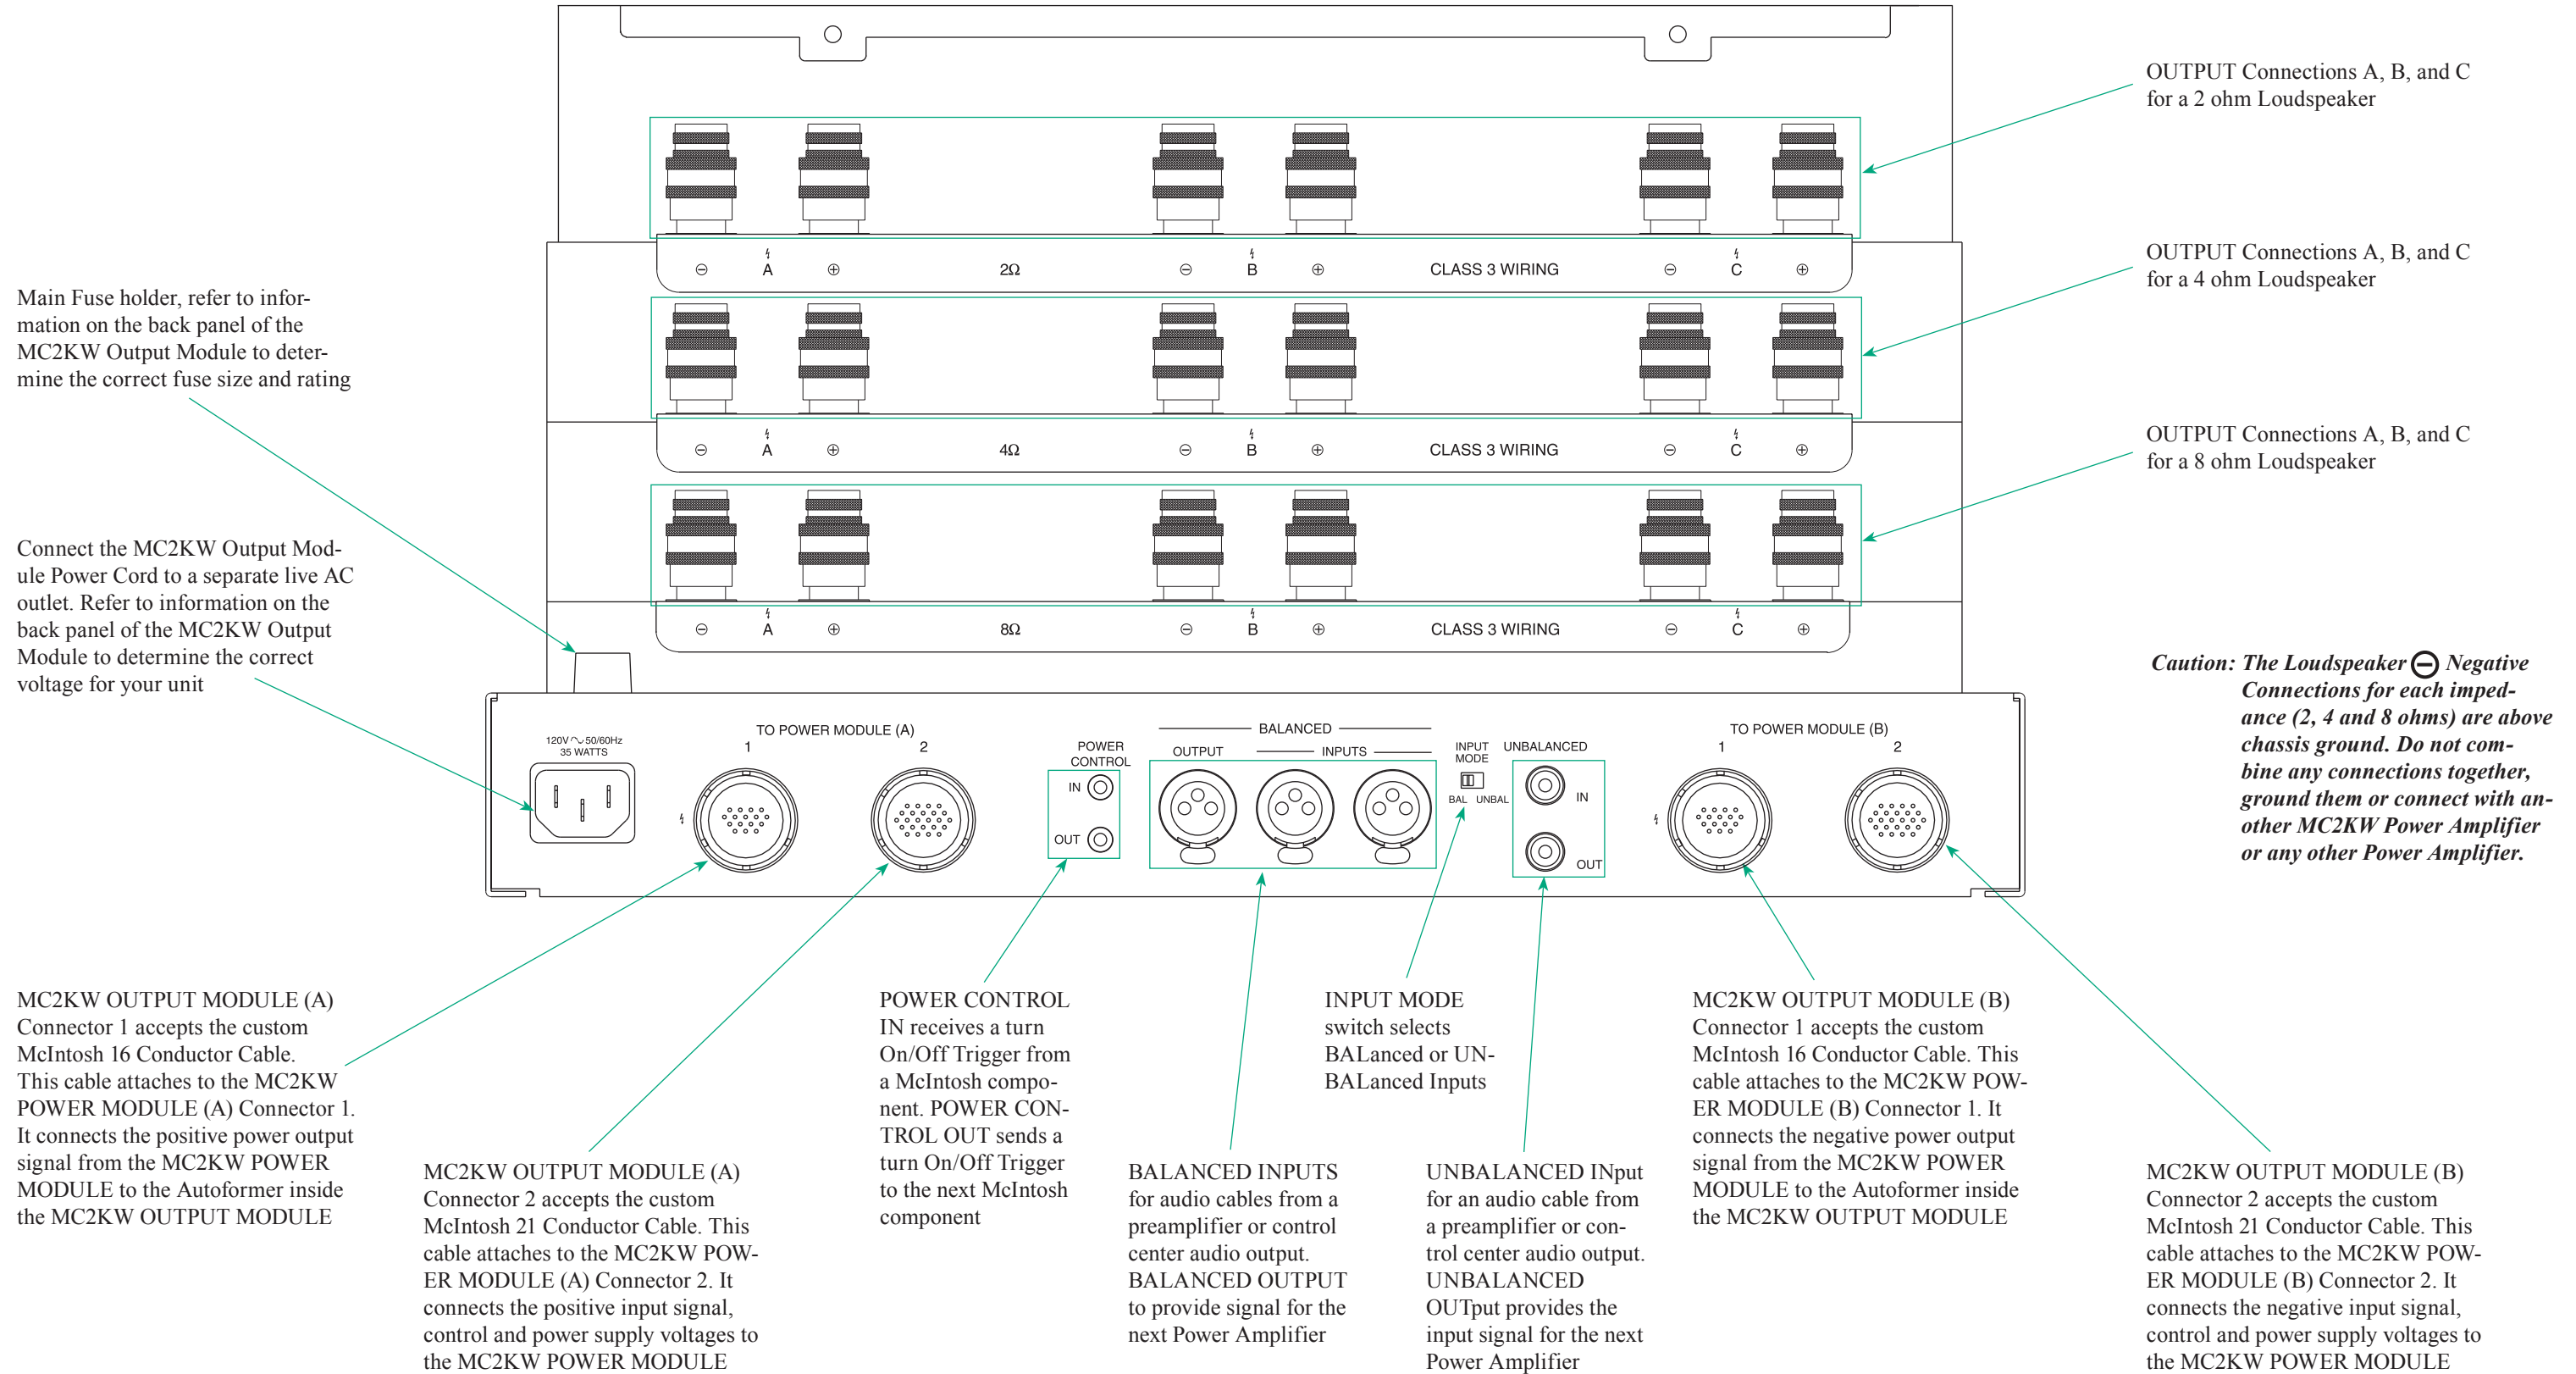 OUTPUT Connections A, B, and C
for a 2 ohm Loudspeaker
⊖ A ⊕ 2Ω ⊖ B ⊕ CLASS 3 WIRING ⊖ C ⊕
OUTPUT Connections A, B, and C
for a 4 ohm Loudspeaker
⊖ A ⊕ 4Ω ⊖ B ⊕ CLASS 3 WIRING ⊖ C ⊕
OUTPUT Connections A, B, and C
for a 8 ohm Loudspeaker
⊖ A ⊕ 8Ω ⊖ B ⊕ CLASS 3 WIRING ⊖ C ⊕
Main Fuse holder, refer to infor-
mation on the back panel of the
MC2KW Output Module to deter-
mine the correct fuse size and rating
Connect the MC2KW Output Mod-
ule Power Cord to a separate live AC
outlet. Refer to information on the
back panel of the MC2KW Output
Module to determine the correct
voltage for your unit
Caution: The Loudspeaker ⊖ Negative
Connections for each imped-
ance (2, 4 and 8 ohms) are above
chassis ground. Do not com-
bine any connections together,
ground them or connect with an-
other MC2KW Power Amplifier
or any other Power Amplifier.
120V ∿ 50/60Hz
35 WATTS
TO POWER MODULE (A)
1 2
POWER
CONTROL
IN
OUT
BALANCED
OUTPUT INPUTS
INPUT
MODE
BAL UNBAL
UNBALANCED
IN
OUT
TO POWER MODULE (B)
1 2
MC2KW OUTPUT MODULE (A)
Connector 1 accepts the custom
McIntosh 16 Conductor Cable.
This cable attaches to the MC2KW
POWER MODULE (A) Connector 1.
It connects the positive power output
signal from the MC2KW POWER
MODULE to the Autoformer inside
the MC2KW OUTPUT MODULE
MC2KW OUTPUT MODULE (A)
Connector 2 accepts the custom
McIntosh 21 Conductor Cable. This
cable attaches to the MC2KW POW-
ER MODULE (A) Connector 2. It
connects the positive input signal,
control and power supply voltages to
the MC2KW POWER MODULE
POWER CONTROL
IN receives a turn
On/Off Trigger from
a McIntosh compo-
nent. POWER CON-
TROL OUT sends a
turn On/Off Trigger
to the next McIntosh
component
BALANCED INPUTS
for audio cables from a
preamplifier or control
center audio output.
BALANCED OUTPUT
to provide signal for the
next Power Amplifier
INPUT MODE
switch selects
BALanced or UN-
BALanced Inputs
UNBALANCED INput
for an audio cable from
a preamplifier or con-
trol center audio output.
UNBALANCED
OUTput provides the
input signal for the next
Power Amplifier
MC2KW OUTPUT MODULE (B)
Connector 1 accepts the custom
McIntosh 16 Conductor Cable. This
cable attaches to the MC2KW POW-
ER MODULE (B) Connector 1. It
connects the negative power output
signal from the MC2KW POWER
MODULE to the Autoformer inside
the MC2KW OUTPUT MODULE
MC2KW OUTPUT MODULE (B)
Connector 2 accepts the custom
McIntosh 21 Conductor Cable. This
cable attaches to the MC2KW POW-
ER MODULE (B) Connector 2. It
connects the negative input signal,
control and power supply voltages to
the MC2KW POWER MODULE